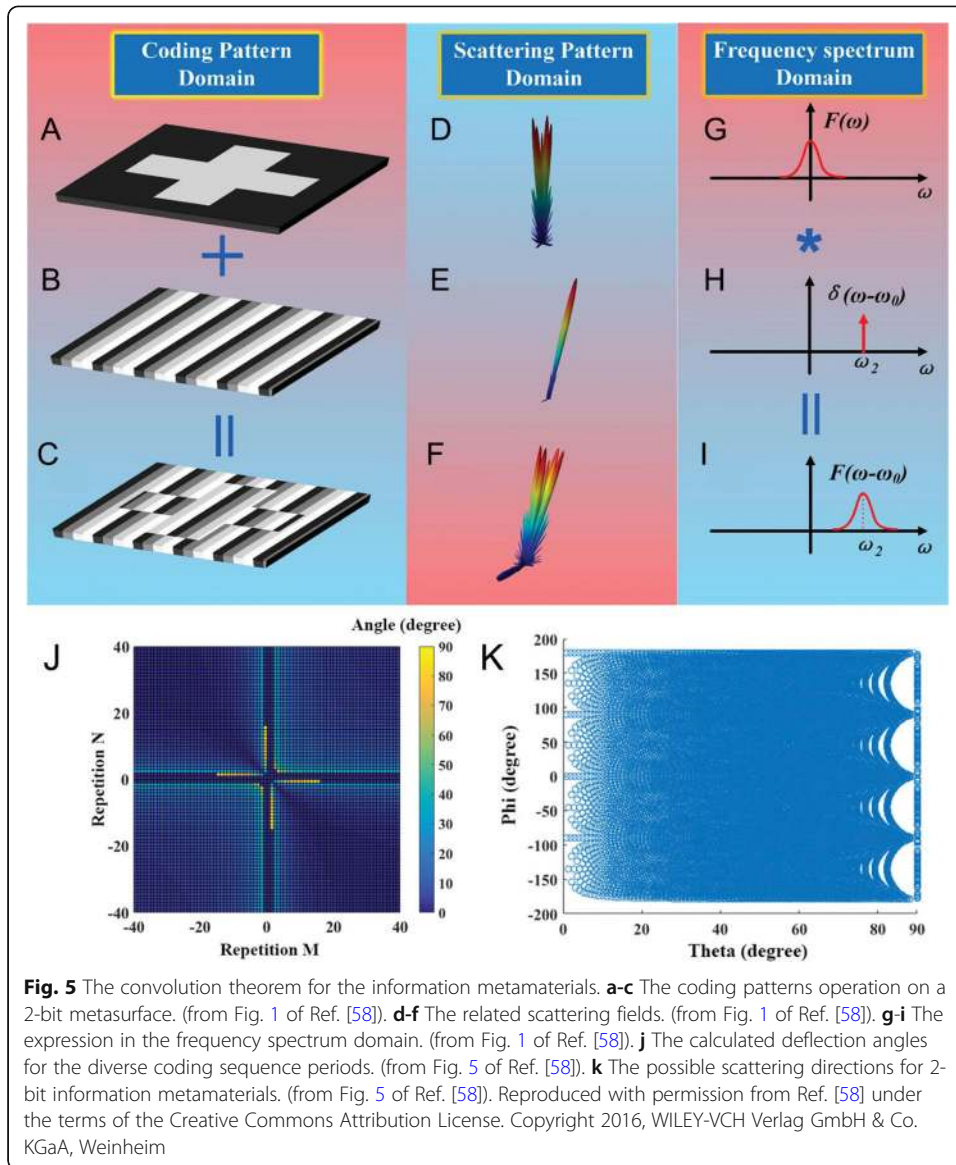 Coding Pattern
Domain
Scattering Pattern
Domain
Frequency spectrum
Domain
A
D
G
F(ω)
ω
+
*
B
E
H
δ(ω-ω₀)
ω₂
ω
||
||
C
F
I
F(ω-ω₀)
ω₂
ω
J
Angle (degree)
40
20
0
-20
-40
-40
-20
0
20
40
Repetition N
Repetition M
90
80
70
60
50
40
30
20
10
0
K
200
150
100
50
0
-50
-100
-150
-200
0
20
40
60
80
90
Phi (degree)
Theta (degree)
Fig. 5 The convolution theorem for the information metamaterials. a-c The coding patterns operation on a
2-bit metasurface. (from Fig. 1 of Ref. [58]). d-f The related scattering fields. (from Fig. 1 of Ref. [58]). g-i The
expression in the frequency spectrum domain. (from Fig. 1 of Ref. [58]). j The calculated deflection angles
for the diverse coding sequence periods. (from Fig. 5 of Ref. [58]). k The possible scattering directions for 2-
bit information metamaterials. (from Fig. 5 of Ref. [58]). Reproduced with permission from Ref. [58] under
the terms of the Creative Commons Attribution License. Copyright 2016, WILEY-VCH Verlag GmbH & Co.
KGaA, Weinheim